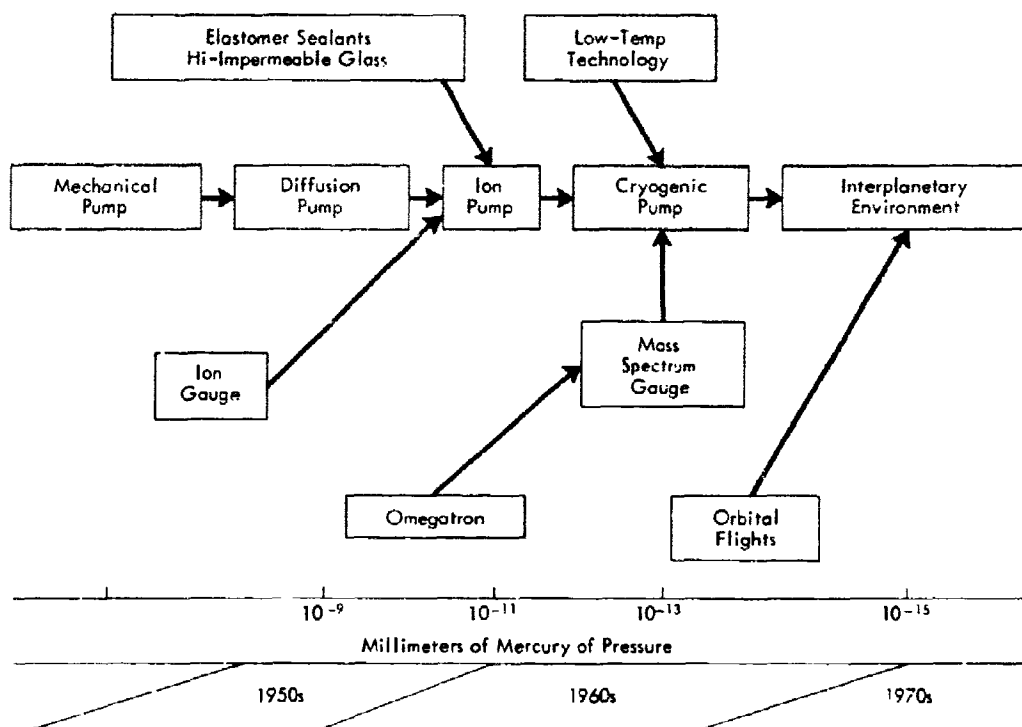 Elastomer Sealants
Hi-Impermeable Glass
Low-Temp
Technology
Mechanical
Pump
Diffusion
Pump
Ion
Pump
Cryogenic
Pump
Interplanetary
Environment
Ion
Gauge
Mass
Spectrum
Gauge
Omegatron
Orbital
Flights
10⁻⁹ 10⁻¹¹ 10⁻¹³ 10⁻¹⁵
Millimeters of Mercury of Pressure
1950s 1960s 1970s